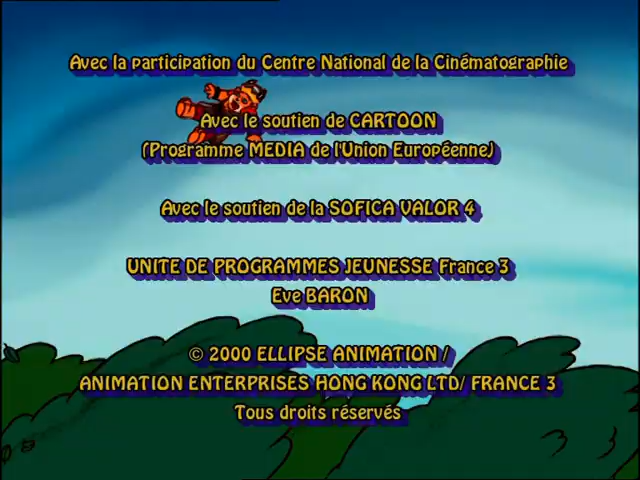 Avec la participation du Centre National de la Cinématographie
Avec le soutien de CARTOON
(Programme MEDIA de l'Union Européenne)
Avec le soutien de la SOFICA VALOR 4
UNITE DE PROGRAMMES JEUNESSE France 3
Eve BARON
© 2000 ELLIPSE ANIMATION /
ANIMATION ENTERPRISES HONG KONG LTD/ FRANCE 3
Tous droits réservés